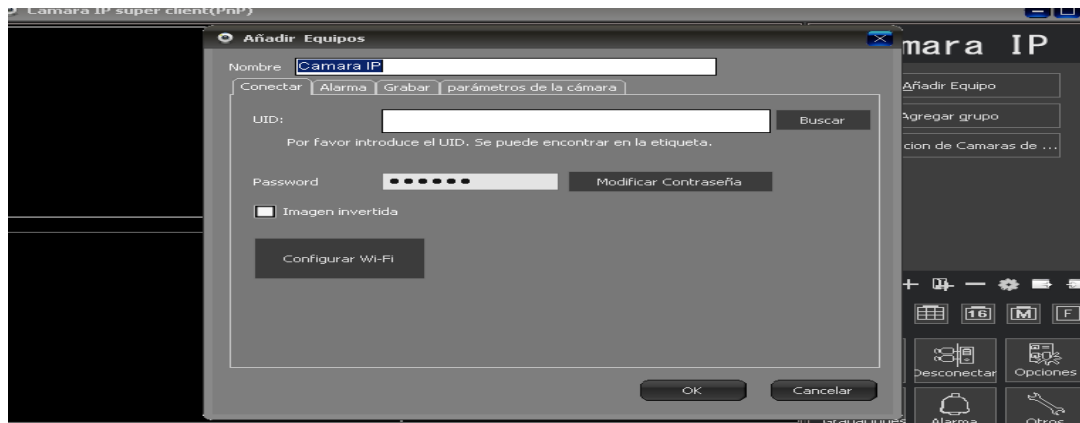 Camara IP super client(PnP)
Añadir Equipos
Nombre Camara IP
Conectar Alarma Grabar parámetros de la cámara
UID: Buscar
Por favor introduce el UID. Se puede encontrar en la etiqueta.
Password Modificar Contraseña
Imagen invertida
Configurar Wi-Fi
OK Cancelar
mara IP
Añadir Equipo
Agregar grupo
cion de Camaras de ...
16 M F
Desconectar Opciones
Grabaciones Alarma Otros